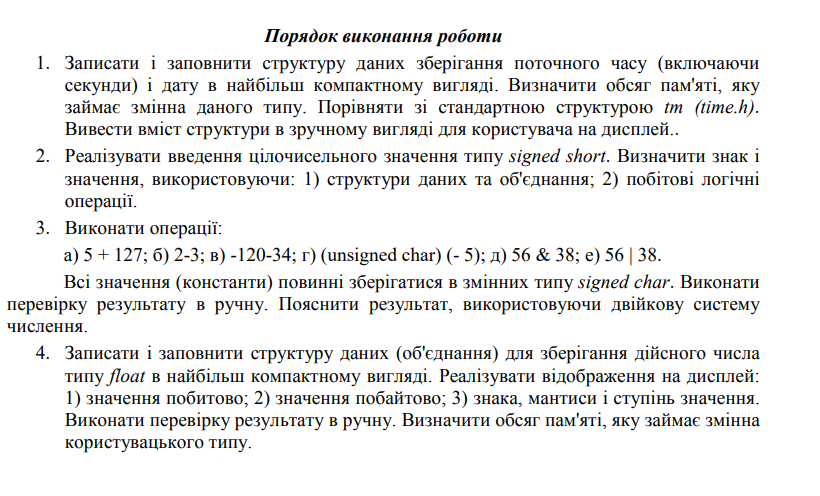 Порядок виконання роботи
1. Записати і заповнити структуру даних зберігання поточного часу (включаючи
секунди) і дату в найбільш компактному вигляді. Визначити обсяг пам'яті, яку
займає змінна даного типу. Порівняти зі стандартною структурою tm (time.h).
Вивести вміст структури в зручному вигляді для користувача на дисплей..
2. Реалізувати введення цілочисельного значення типу signed short. Визначити знак і
значення, використовуючи: 1) структури даних та об'єднання; 2) побітові логічні
операції.
3. Виконати операції:
а) 5 + 127; б) 2-3; в) -120-34; г) (unsigned char) (- 5); д) 56 & 38; е) 56 | 38.
Всі значення (константи) повинні зберігатися в змінних типу signed char. Виконати
перевірку результату в ручну. Пояснити результат, використовуючи двійкову систему
числення.
4. Записати і заповнити структуру даних (об'єднання) для зберігання дійсного числа
типу float в найбільш компактному вигляді. Реалізувати відображення на дисплей:
1) значення побитово; 2) значення побайтово; 3) знака, мантиси і ступінь значення.
Виконати перевірку результату в ручну. Визначити обсяг пам'яті, яку займає змінна
користувацького типу.